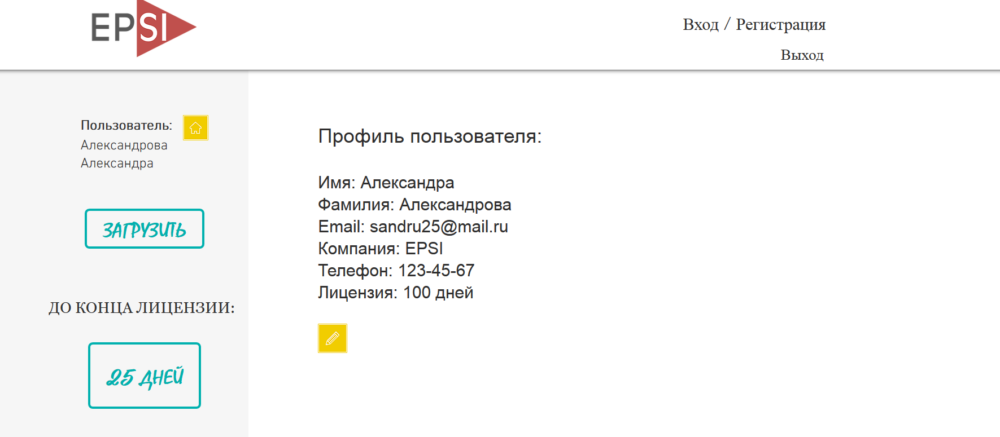 EPSI
Вход / Регистрация
Выход
Пользователь:
Александрова
Александра
ЗАГРУЗИТЬ
ДО КОНЦА ЛИЦЕНЗИИ:
25 ДНЕЙ
Профиль пользователя:
Имя: Александра
Фамилия: Александрова
Email: sandru25@mail.ru
Компания: EPSI
Телефон: 123-45-67
Лицензия: 100 дней